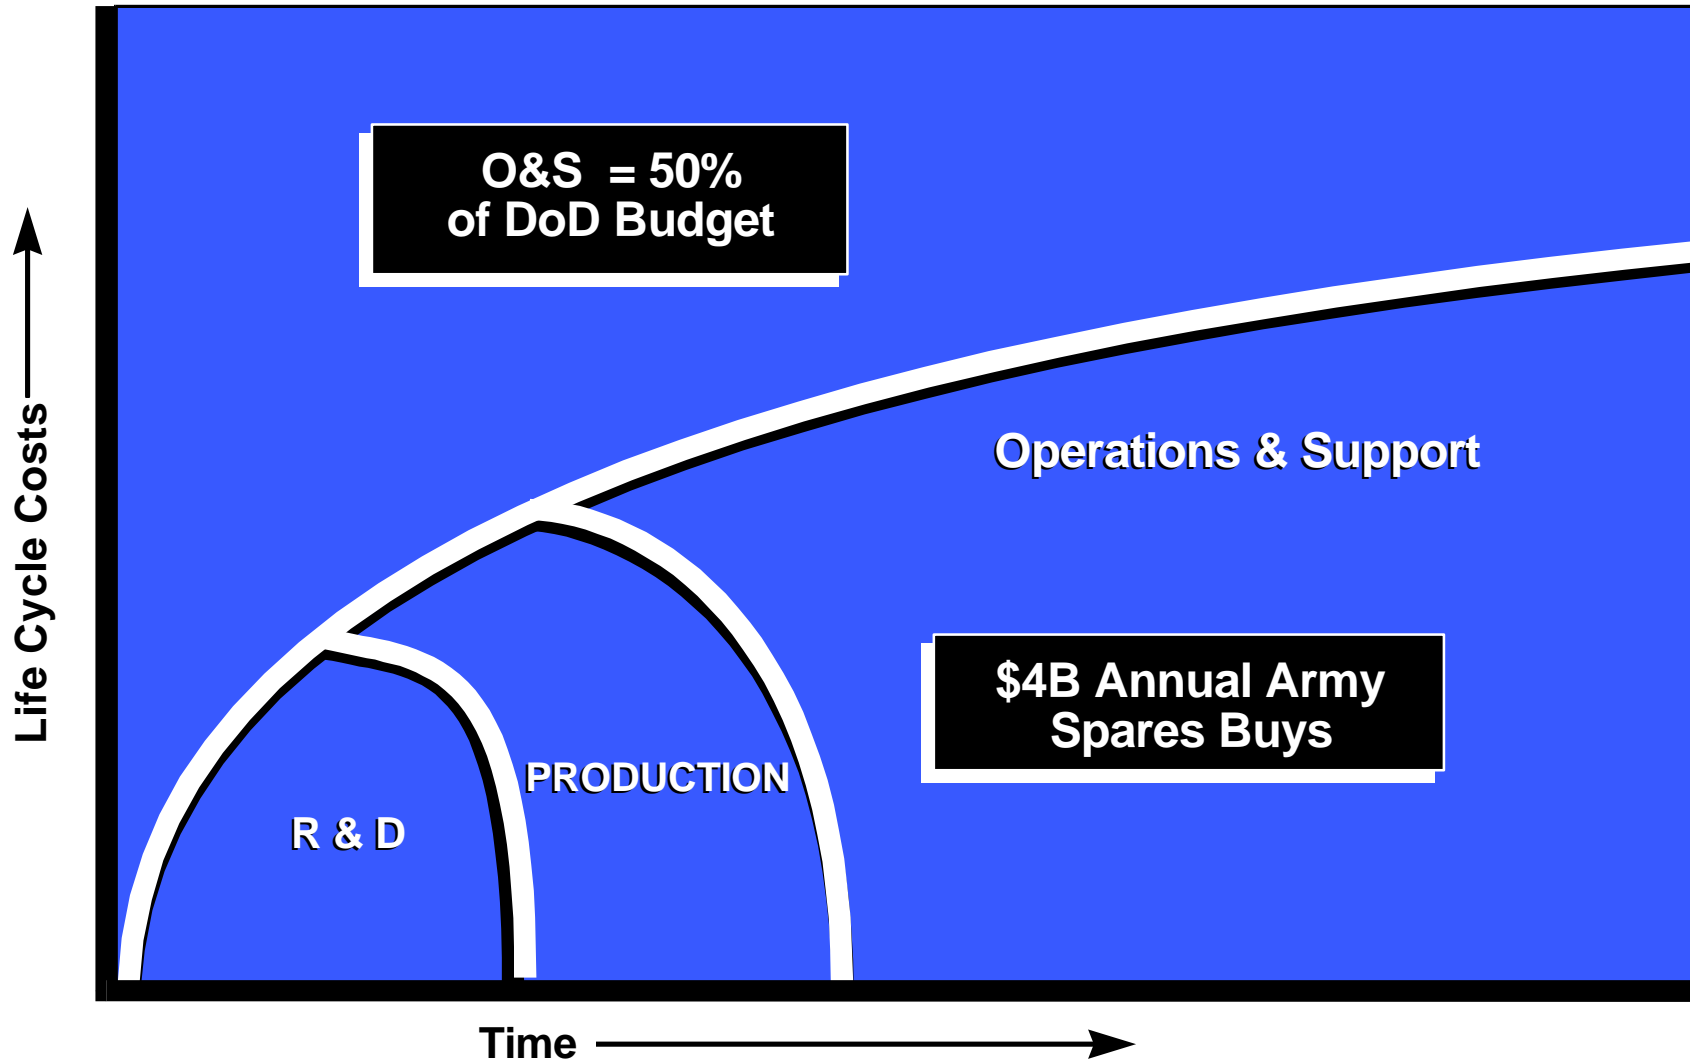 O&S = 50%
of DoD Budget
Life Cycle Costs
Operations & Support
$4B Annual Army
Spares Buys
PRODUCTION
R & D
Time